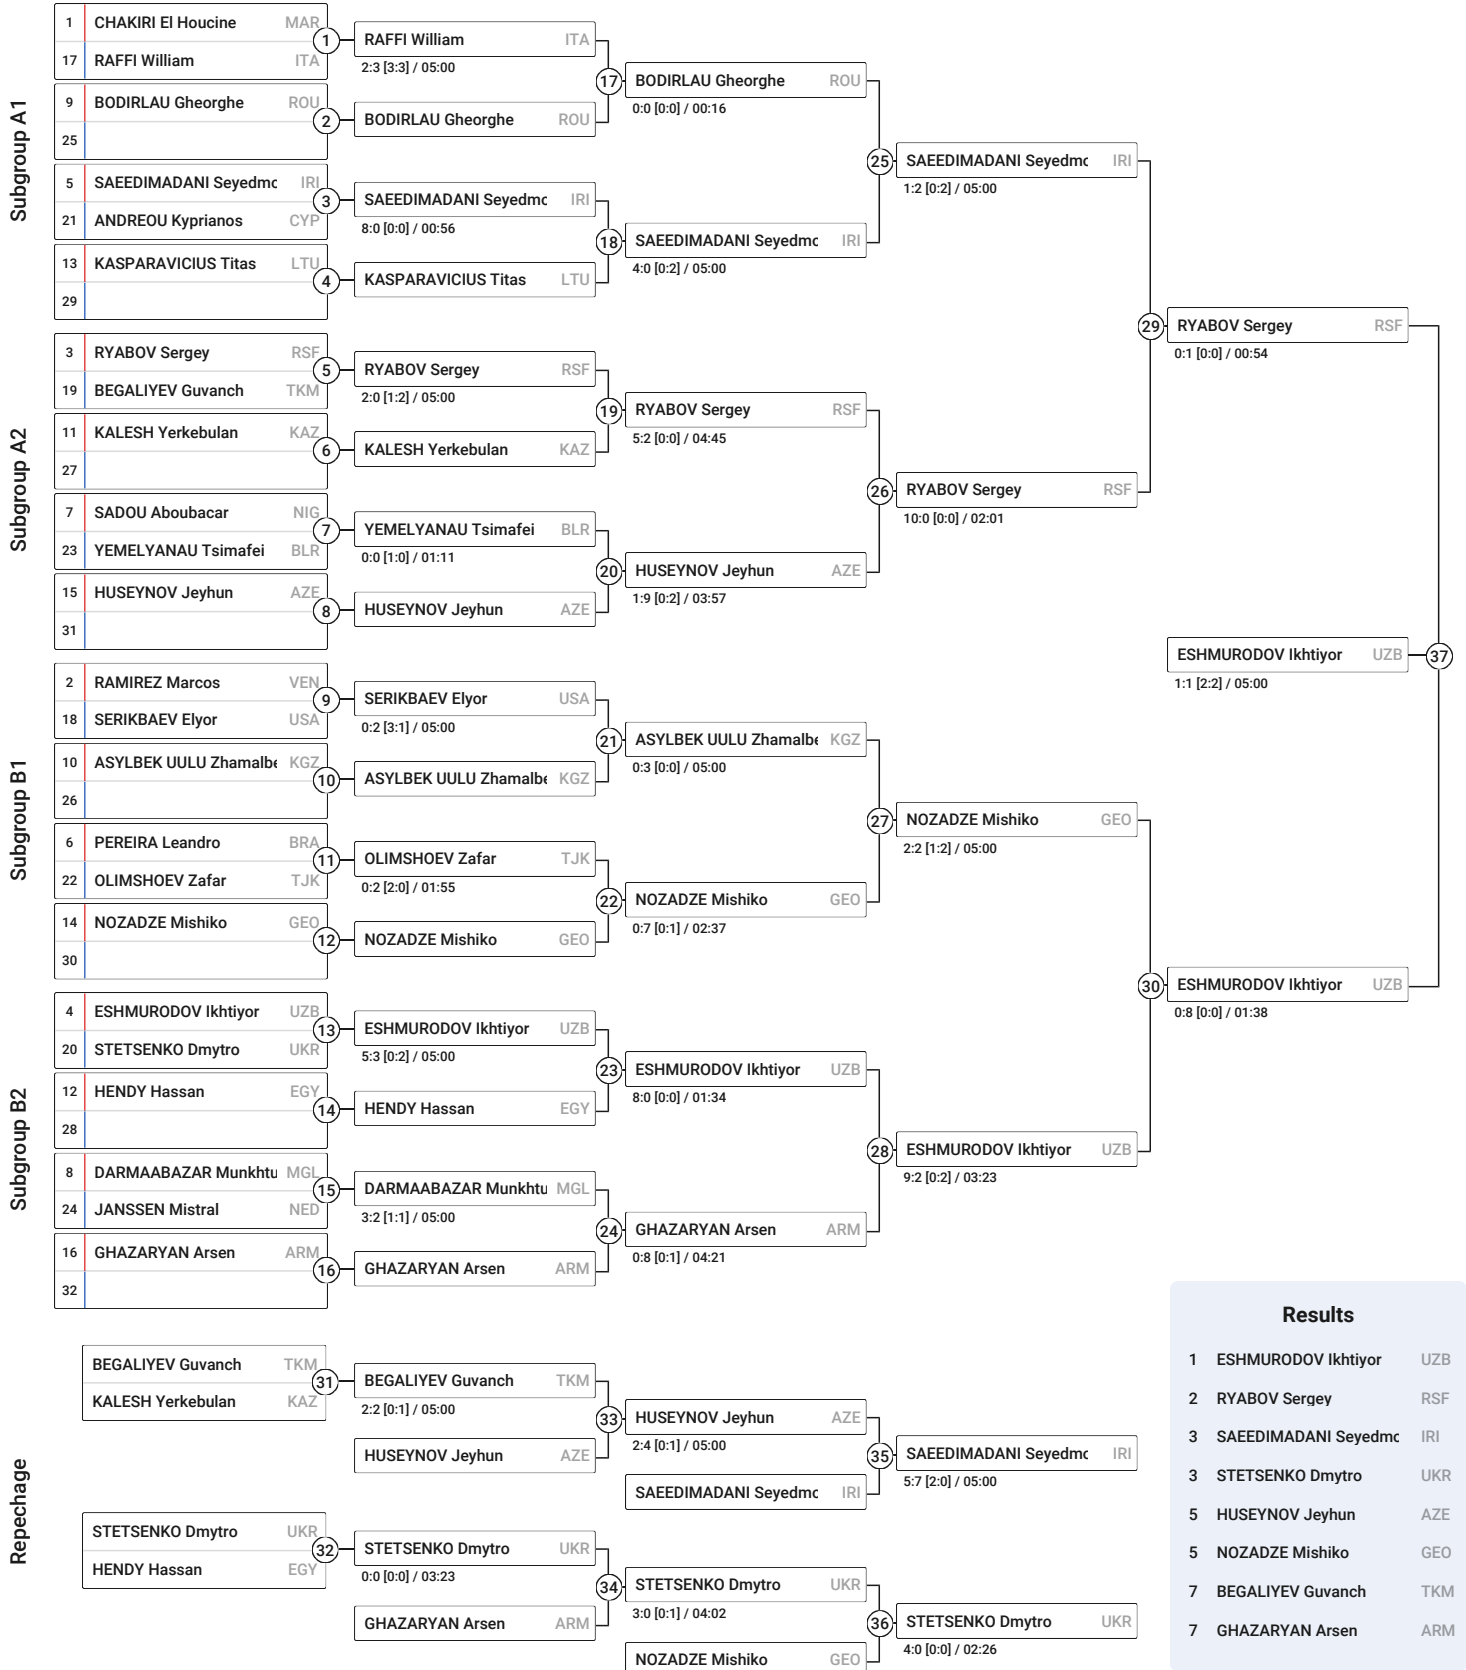 Subgroup A1
1 CHAKIRI El Houcine MAR
17 RAFFI William ITA
1
9 BODIRLAU Gheorghe ROU
25
2
5 SAEEDIMADANI Seyedmo IRI
21 ANDREOU Kyprianos CYP
3
13 KASPARAVICIUS Titas LTU
29
4
RAFFI William ITA
2:3 [3:3] / 05:00
BODIRLAU Gheorghe ROU
17
SAEEDIMADANI Seyedmo IRI
8:0 [0:0] / 00:56
KASPARAVICIUS Titas LTU
18
BODIRLAU Gheorghe ROU
0:0 [0:0] / 00:16
SAEEDIMADANI Seyedmo IRI
4:0 [0:2] / 05:00
25
SAEEDIMADANI Seyedmo IRI
1:2 [0:2] / 05:00
Subgroup A2
3 RYABOV Sergey RSF
19 BEGALIYEV Guvanch TKM
5
11 KALESH Yerkebulan KAZ
27
6
7 SADOU Aboubacar NIG
23 YEMELYANAU Tsimafei BLR
7
15 HUSEYNOV Jeyhun AZE
31
8
RYABOV Sergey RSF
2:0 [1:2] / 05:00
KALESH Yerkebulan KAZ
19
YEMELYANAU Tsimafei BLR
0:0 [1:0] / 01:11
HUSEYNOV Jeyhun AZE
20
RYABOV Sergey RSF
5:2 [0:0] / 04:45
HUSEYNOV Jeyhun AZE
1:9 [0:2] / 03:57
26
RYABOV Sergey RSF
10:0 [0:0] / 02:01
29
RYABOV Sergey RSF
0:1 [0:0] / 00:54
Subgroup B1
2 RAMIREZ Marcos VEN
18 SERIKBAEV Elyor USA
9
10 ASYLBEK UULU Zhamalbe KGZ
26
10
6 PEREIRA Leandro BRA
22 OLIMSHOEV Zafar TJK
11
14 NOZADZE Mishiko GEO
30
12
SERIKBAEV Elyor USA
0:2 [3:1] / 05:00
ASYLBEK UULU Zhamalbe KGZ
21
OLIMSHOEV Zafar TJK
0:2 [2:0] / 01:55
NOZADZE Mishiko GEO
22
ASYLBEK UULU Zhamalbe KGZ
0:3 [0:0] / 05:00
NOZADZE Mishiko GEO
0:7 [0:1] / 02:37
27
NOZADZE Mishiko GEO
2:2 [1:2] / 05:00
Subgroup B2
4 ESHMURODOV Ikhtiyor UZB
20 STETSENKO Dmytro UKR
13
12 HENDY Hassan EGY
28
14
8 DARMAABAZAR Munkhtu MGL
24 JANSSEN Mistral NED
15
16 GHAZARYAN Arsen ARM
32
16
ESHMURODOV Ikhtiyor UZB
5:3 [0:2] / 05:00
HENDY Hassan EGY
23
DARMAABAZAR Munkhtu MGL
3:2 [1:1] / 05:00
GHAZARYAN Arsen ARM
24
ESHMURODOV Ikhtiyor UZB
8:0 [0:0] / 01:34
GHAZARYAN Arsen ARM
0:8 [0:1] / 04:21
28
ESHMURODOV Ikhtiyor UZB
9:2 [0:2] / 03:23
30
ESHMURODOV Ikhtiyor UZB
0:8 [0:0] / 01:38
ESHMURODOV Ikhtiyor UZB
37
1:1 [2:2] / 05:00
Repechage
BEGALIYEV Guvanch TKM
KALESH Yerkebulan KAZ
31
BEGALIYEV Guvanch TKM
2:2 [0:1] / 05:00
HUSEYNOV Jeyhun AZE
33
HUSEYNOV Jeyhun AZE
2:4 [0:1] / 05:00
SAEEDIMADANI Seyedmo IRI
35
SAEEDIMADANI Seyedmo IRI
5:7 [2:0] / 05:00
STETSENKO Dmytro UKR
HENDY Hassan EGY
32
STETSENKO Dmytro UKR
0:0 [0:0] / 03:23
GHAZARYAN Arsen ARM
34
STETSENKO Dmytro UKR
3:0 [0:1] / 04:02
NOZADZE Mishiko GEO
36
STETSENKO Dmytro UKR
4:0 [0:0] / 02:26
Results
1 ESHMURODOV Ikhtiyor UZB
2 RYABOV Sergey RSF
3 SAEEDIMADANI Seyedmo IRI
3 STETSENKO Dmytro UKR
5 HUSEYNOV Jeyhun AZE
5 NOZADZE Mishiko GEO
7 BEGALIYEV Guvanch TKM
7 GHAZARYAN Arsen ARM